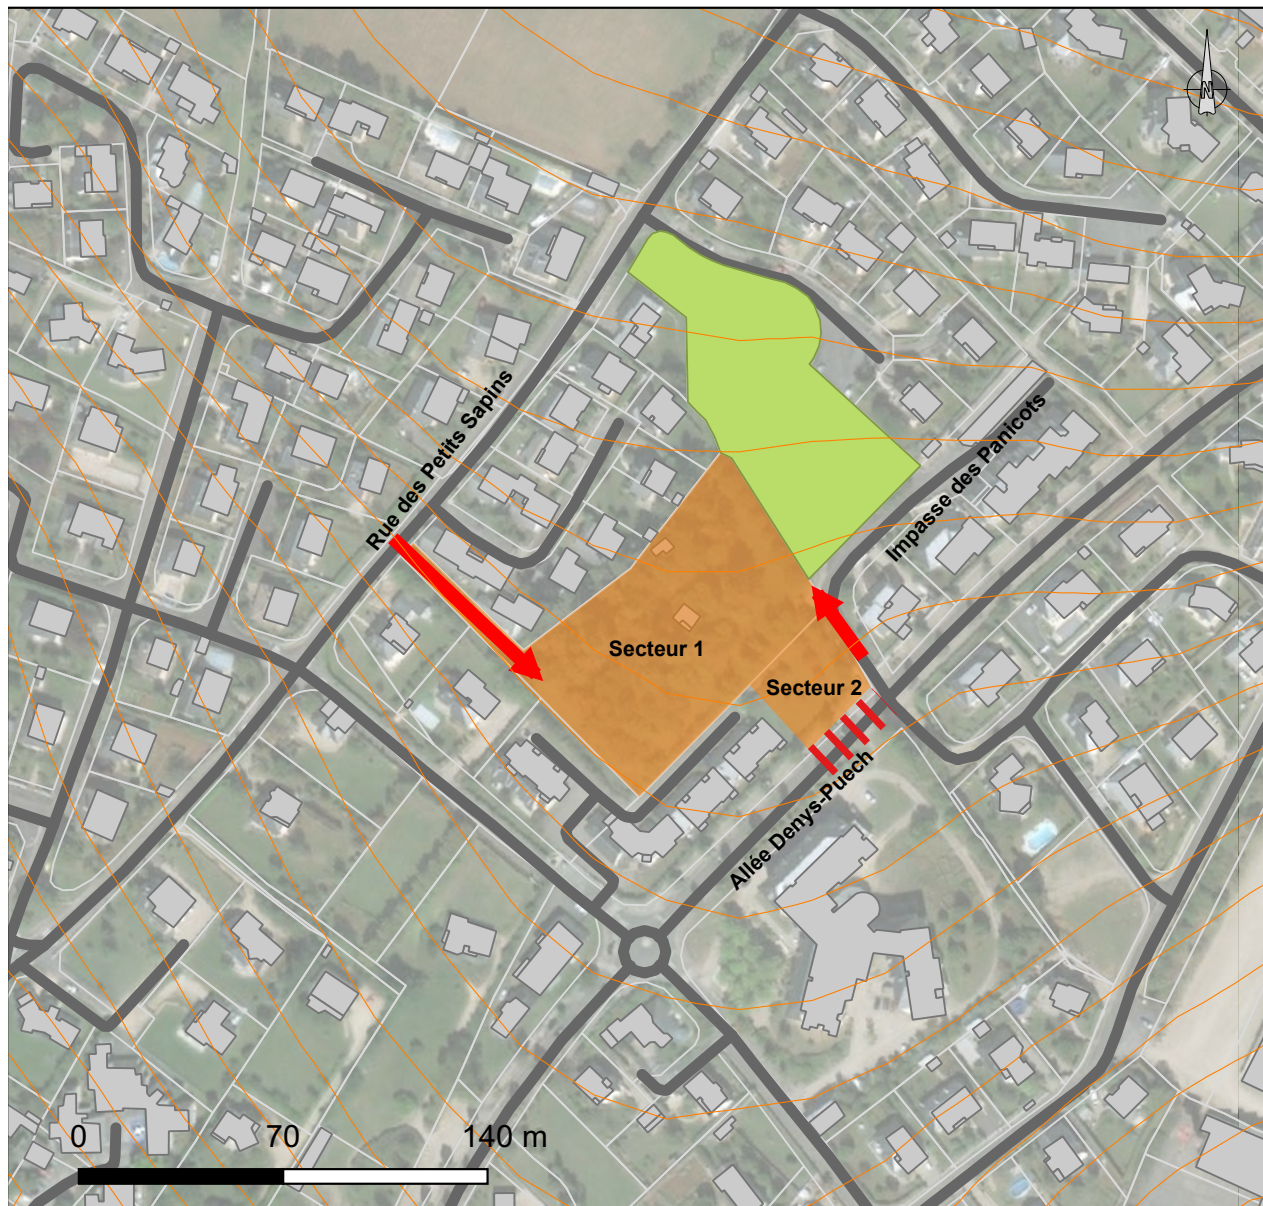 N
Rue des Petits Sapins
Impasse des Panicots
Secteur 1
Secteur 2
Allée Denys-Puech
0 70 140 m